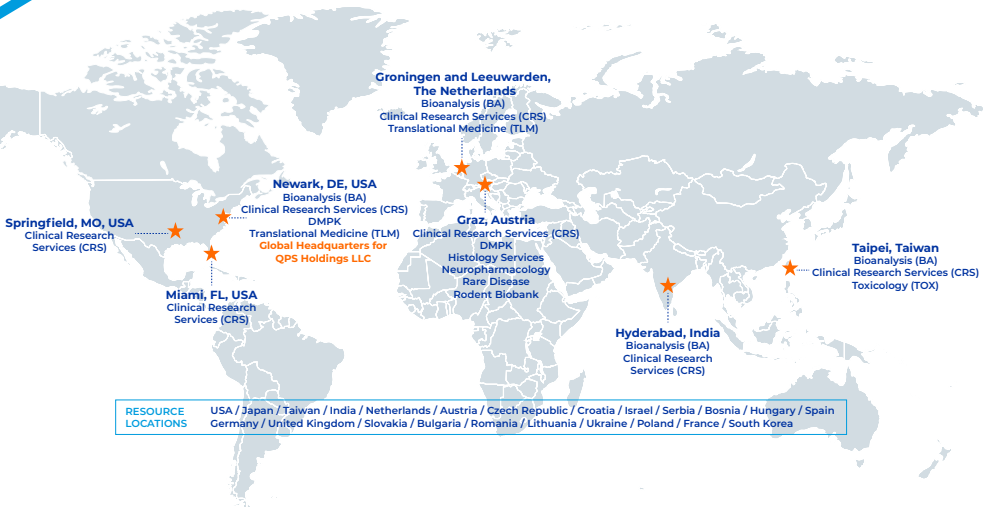 Groningen and Leeuwarden,
The Netherlands
Bioanalysis (BA)
Clinical Research Services (CRS)
Translational Medicine (TLM)
Newark, DE, USA
Bioanalysis (BA)
Clinical Research Services (CRS)
DMPK
Translational Medicine (TLM)
Global Headquarters for
QPS Holdings LLC
Springfield, MO, USA
Clinical Research
Services (CRS)
Miami, FL, USA
Clinical Research
Services (CRS)
Graz, Austria
Clinical Research Services (CRS)
DMPK
Histology Services
Neuropharmacology
Rare Disease
Rodent Biobank
Taipei, Taiwan
Bioanalysis (BA)
Clinical Research Services (CRS)
Toxicology (TOX)
Hyderabad, India
Bioanalysis (BA)
Clinical Research
Services (CRS)
RESOURCE
LOCATIONS
USA / Japan / Taiwan / India / Netherlands / Austria / Czech Republic / Croatia / Israel / Serbia / Bosnia / Hungary / Spain
Germany / United Kingdom / Slovakia / Bulgaria / Romania / Lithuania / Ukraine / Poland / France / South Korea